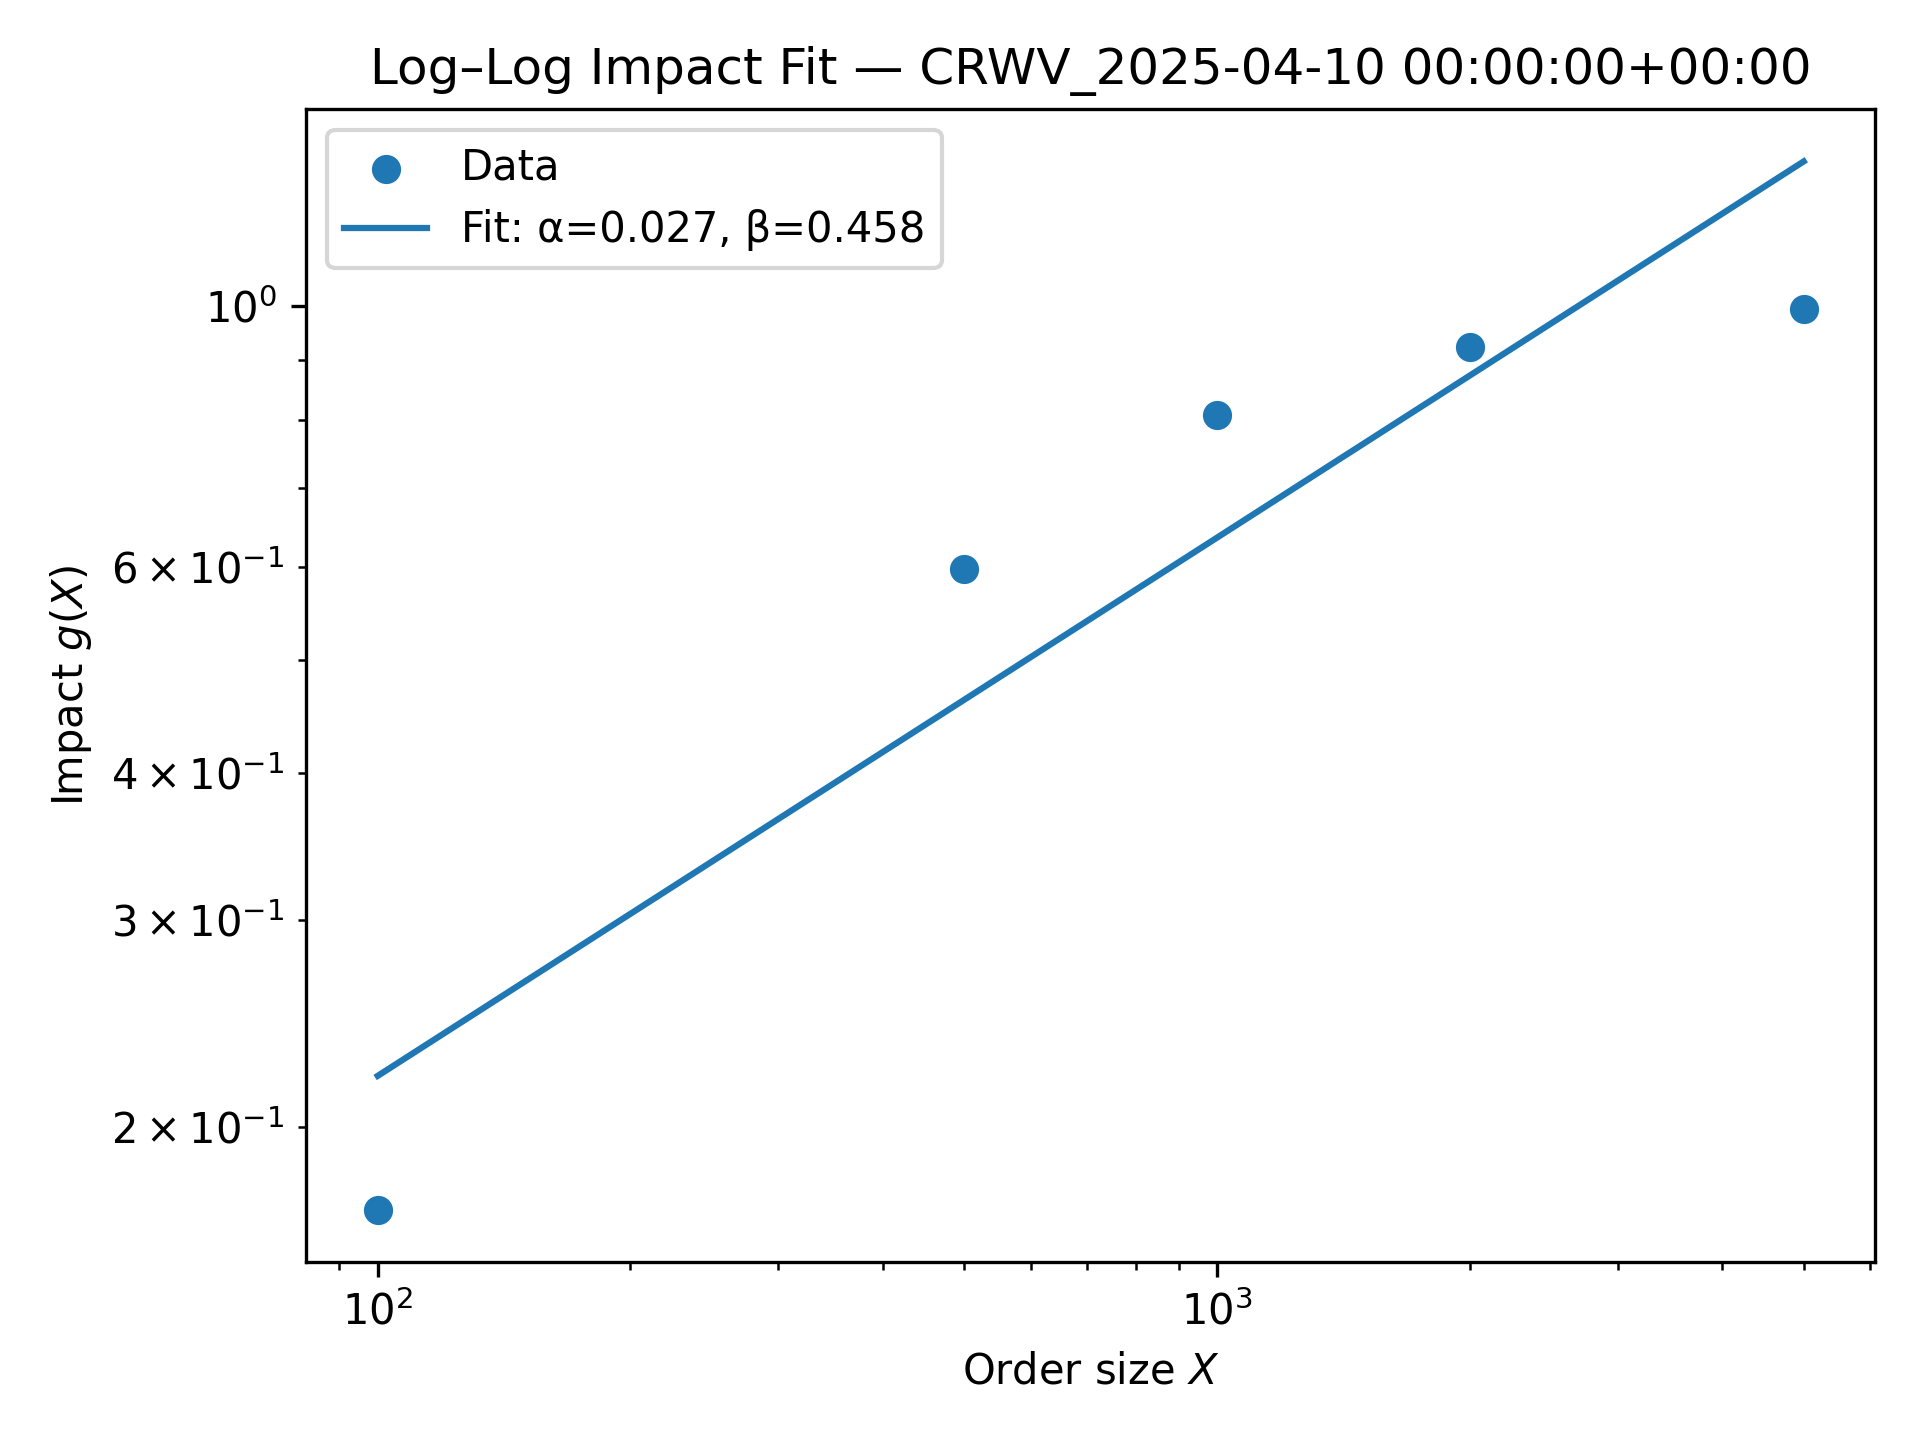 Log–Log Impact Fit — CRWV_2025-04-10 00:00:00+00:00
Data
Fit: α=0.027, β=0.458
10⁰
6 × 10⁻¹
4 × 10⁻¹
3 × 10⁻¹
2 × 10⁻¹
Impact g(X)
10²
10³
Order size X